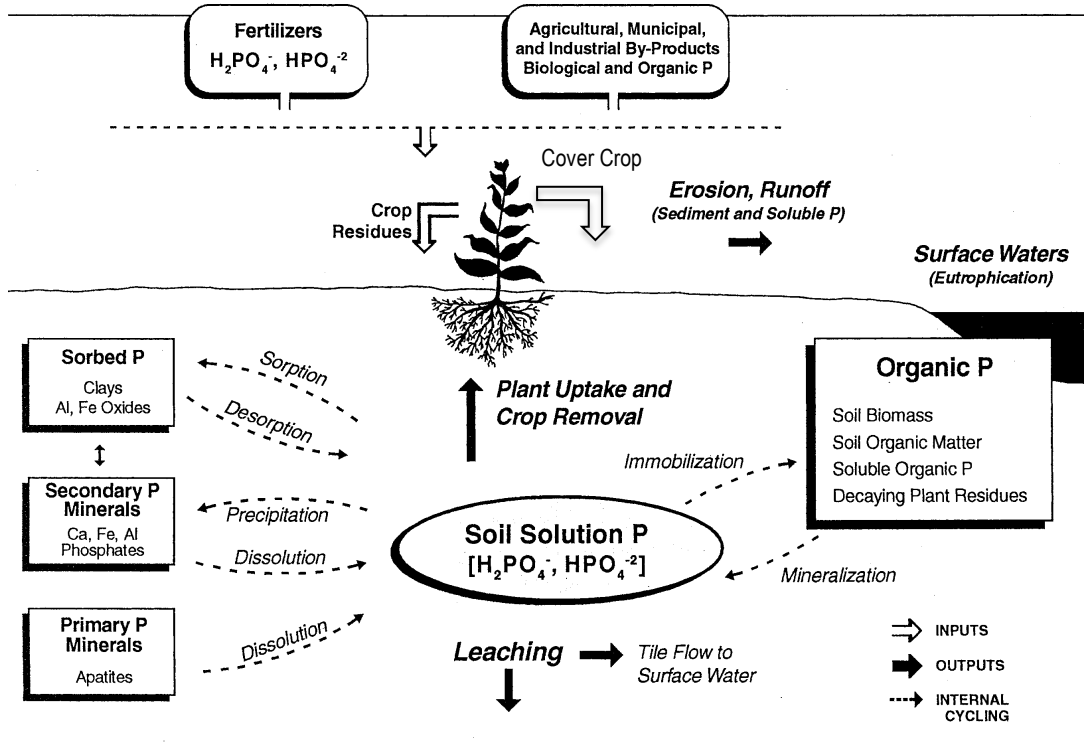 Fertilizers
H₂PO₄⁻, HPO₄⁻²
Agricultural, Municipal,
and Industrial By-Products
Biological and Organic P
Cover Crop
Crop
Residues
Erosion, Runoff
(Sediment and Soluble P)
Surface Waters
(Eutrophication)
Sorbed P
Clays
Al, Fe Oxides
Sorption
Desorption
Plant Uptake and
Crop Removal
Organic P
Soil Biomass
Soil Organic Matter
Soluble Organic P
Decaying Plant Residues
Immobilization
Mineralization
Secondary P
Minerals
Ca, Fe, Al
Phosphates
Precipitation
Dissolution
Soil Solution P
[H₂PO₄⁻, HPO₄⁻²]
Primary P
Minerals
Apatites
Dissolution
Leaching
Tile Flow to
Surface Water
INPUTS
OUTPUTS
INTERNAL
CYCLING